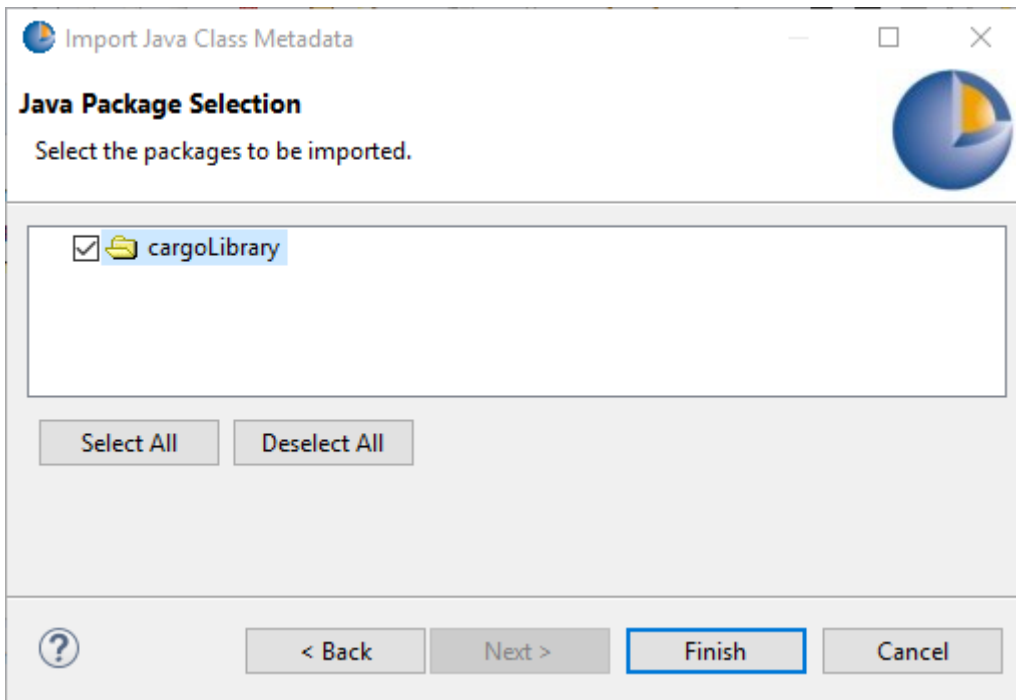 Import Java Class Metadata
Java Package Selection
Select the packages to be imported.
cargoLibrary
Select All Deselect All
? < Back Next > Finish Cancel